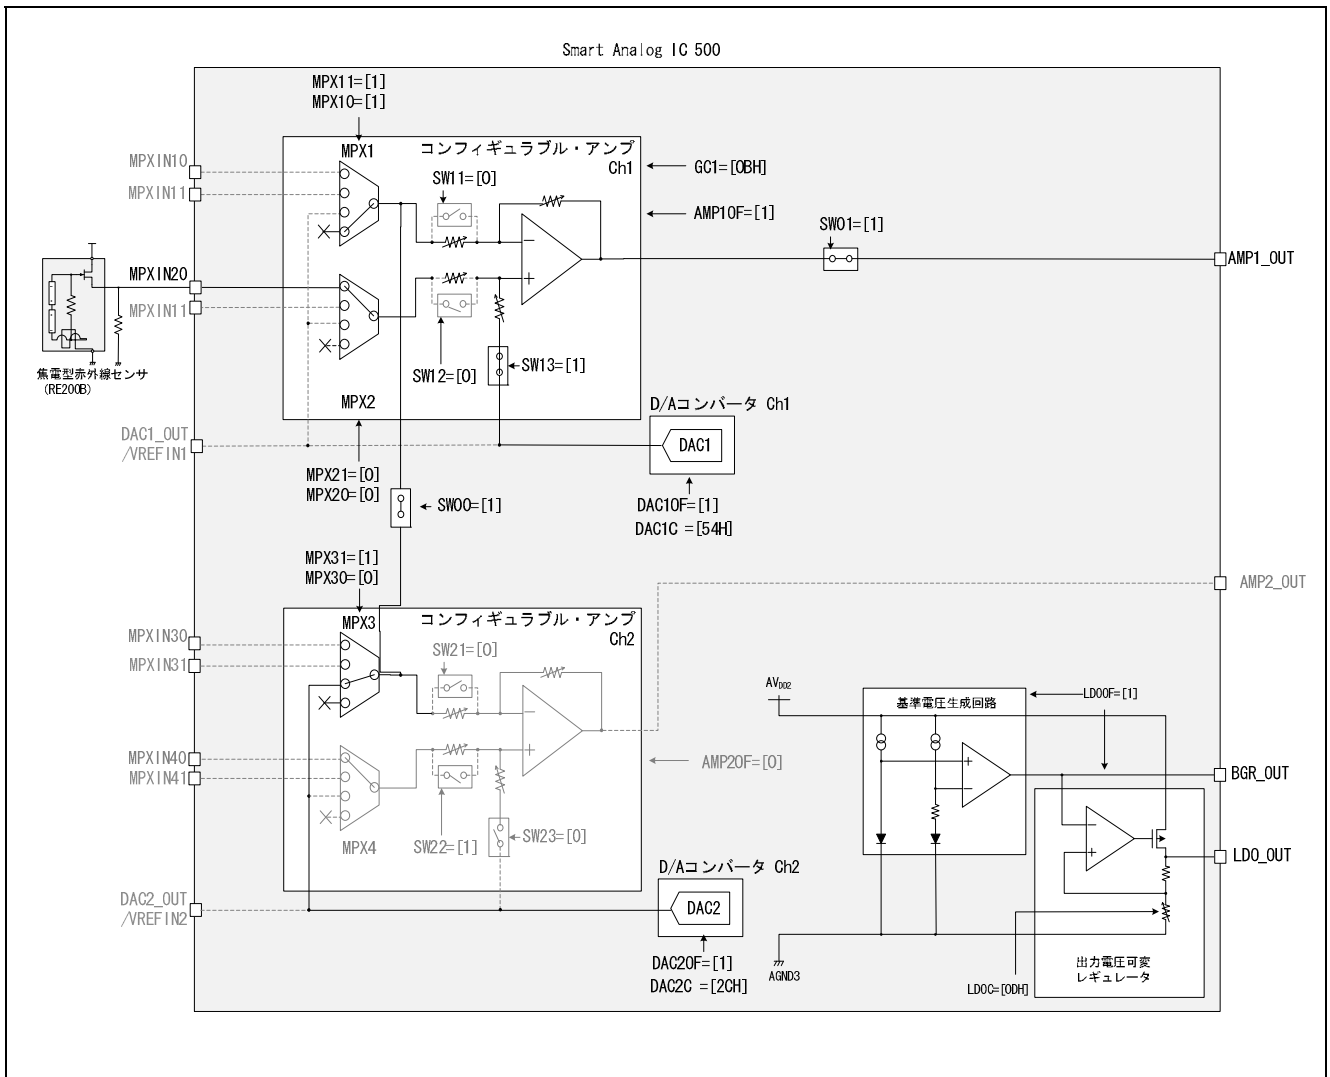 Smart Analog IC 500
MPX11=[1]
MPX10=[1]
MPX1
コンフィギュラブル・アンプ
Ch1
SW11=[0]
GC1=[0BH]
AMP1OF=[1]
SW01=[1]
AMP1_OUT
MPXIN10
MPXIN11
MPXIN20
MPXIN11
焦電型赤外線センサ
(RE200B)
SW12=[0]
SW13=[1]
MPX2
D/Aコンバータ Ch1
DAC1
DAC1_OUT
/VREFIN1
MPX21=[0]
MPX20=[0]
SW00=[1]
DAC1OF=[1]
DAC1C =[54H]
MPX31=[1]
MPX30=[0]
AMP2_OUT
MPX3
コンフィギュラブル・アンプ
Ch2
SW21=[0]
MPXIN30
MPXIN31
MPXIN40
MPXIN41
AMP2OF=[0]
MPX4
SW22=[1]
SW23=[0]
D/Aコンバータ Ch2
DAC2
DAC2_OUT
/VREFIN2
DAC2OF=[1]
DAC2C =[2CH]
AVDD2
基準電圧生成回路
LDOOF=[1]
BGR_OUT
LDO_OUT
AGND3
LDOC=[0DH]
出力電圧可変
レギュレータ